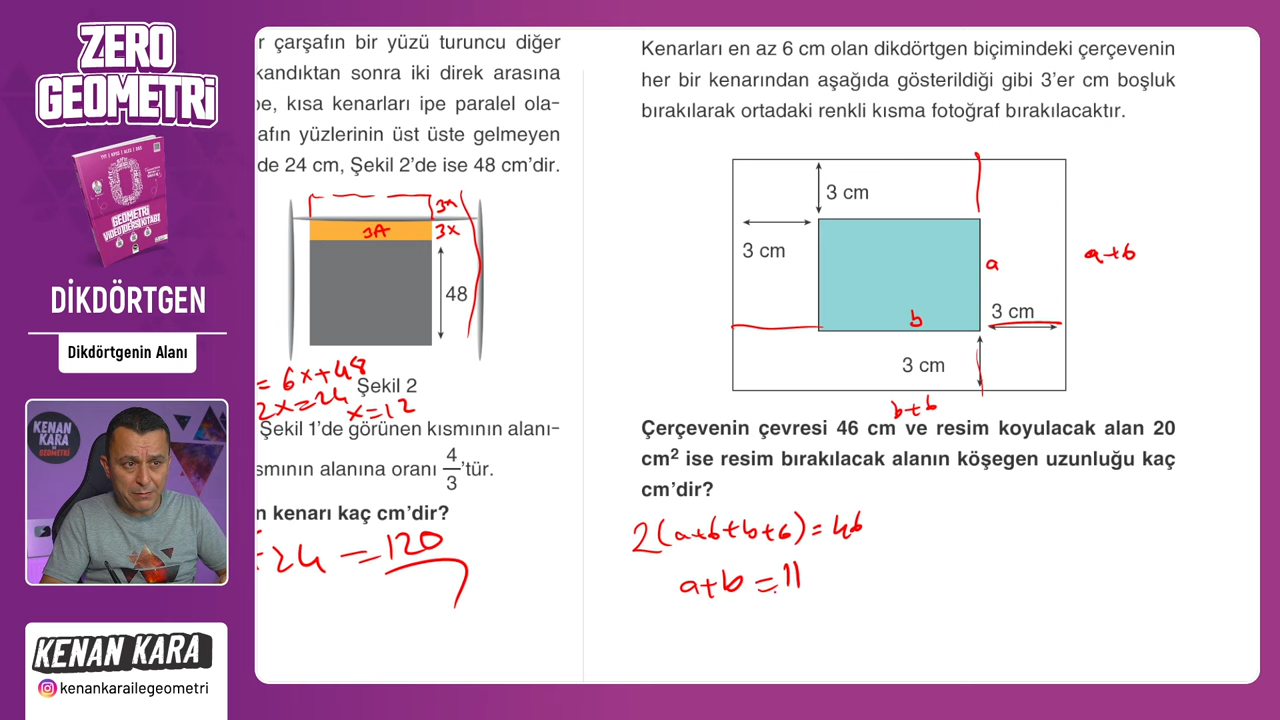 ZERO
GEOMETRİ
GEOMETRİ
VİDEO DERS KİTABI
DİKDÖRTGEN
Dikdörtgenin Alanı
KENAN
KARA
KENAN KARA
kenankarailegeometri
r çarşafın bir yüzü turuncu diğer
kandıktan sonra iki direk arasına
pe, kısa kenarları ipe paralel ola-
afın yüzlerinin üst üste gelmeyen
de 24 cm, Şekil 2'de ise 48 cm'dir.
3x
3A 3x
48
= 6x+48
Şekil 2
2x=24
x=12
Şekil 1'de görünen kısmının alanı-
smının alanına oranı 4/3'tür.
n kenarı kaç cm'dir?
24 = 120
Kenarları en az 6 cm olan dikdörtgen biçimindeki çerçevenin
her bir kenarından aşağıda gösterildiği gibi 3'er cm boşluk
bırakılarak ortadaki renkli kısma fotoğraf bırakılacaktır.
3 cm
3 cm
a
a+6
3 cm
b
3 cm
b+6
Çerçevenin çevresi 46 cm ve resim koyulacak alan 20
cm² ise resim bırakılacak alanın köşegen uzunluğu kaç
cm'dir?
2(a+6+b+6)=46
a+b=11